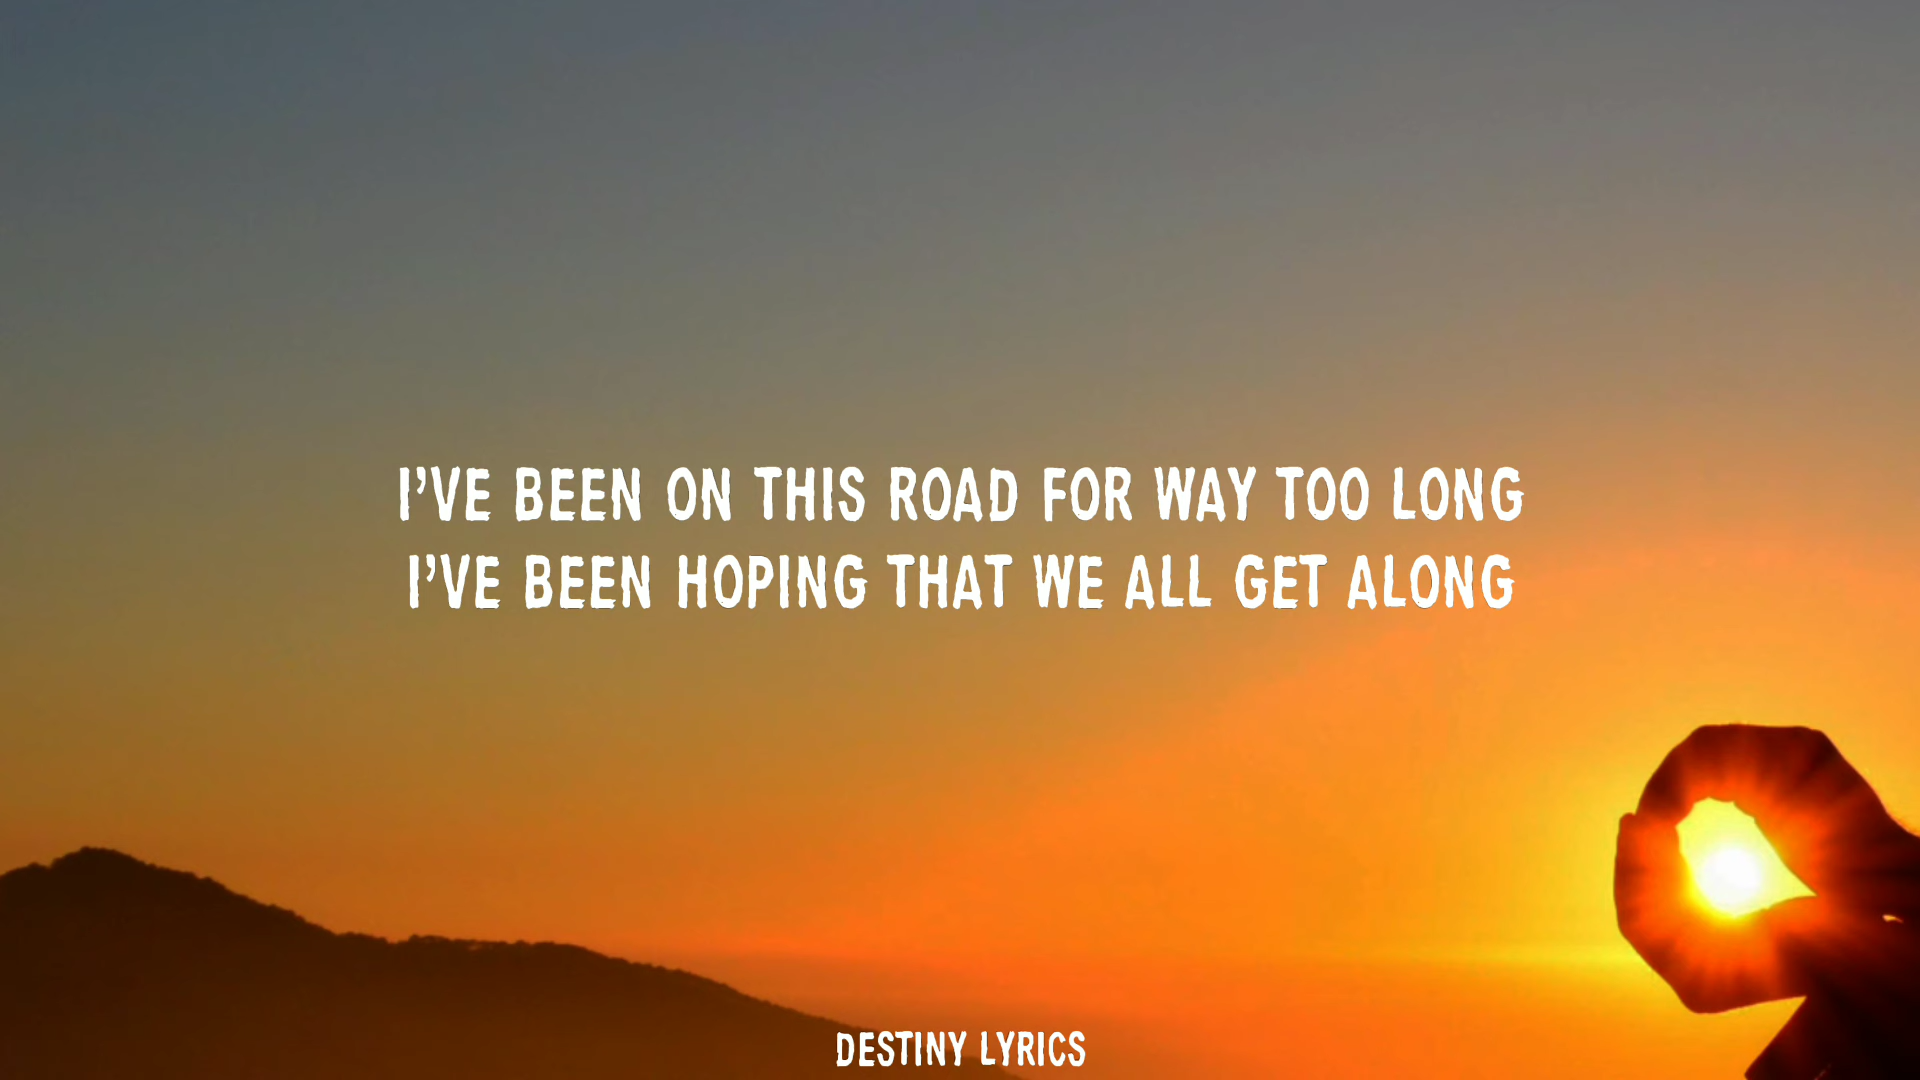 I'VE BEEN ON THIS ROAD FOR WAY TOO LONG
I'VE BEEN HOPING THAT WE ALL GET ALONG
DESTINY LYRICS